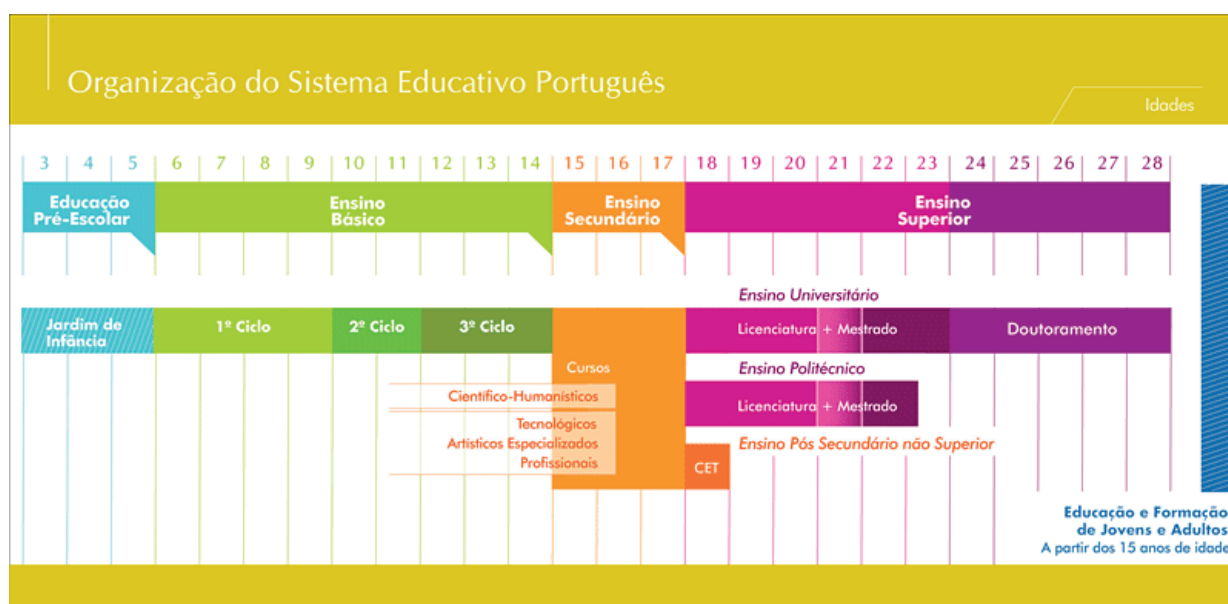 Organização do Sistema Educativo Português
Idades
3 4 5 6 7 8 9 10 11 12 13 14 15 16 17 18 19 20 21 22 23 24 25 26 27 28
Educação
Pré-Escolar
Ensino
Básico
Ensino
Secundário
Ensino
Superior
Ensino Universitário
Jardim de
Infância
1º Ciclo
2º Ciclo
3º Ciclo
Licenciatura + Mestrado
Doutoramento
Cursos
Científico-Humanísticos
Tecnológicos
Artísticos Especializados
Profissionais
Ensino Politécnico
Licenciatura + Mestrado
Ensino Pós Secundário não Superior
CET
Educação e Formação
de Jovens e Adultos
A partir dos 15 anos de idade